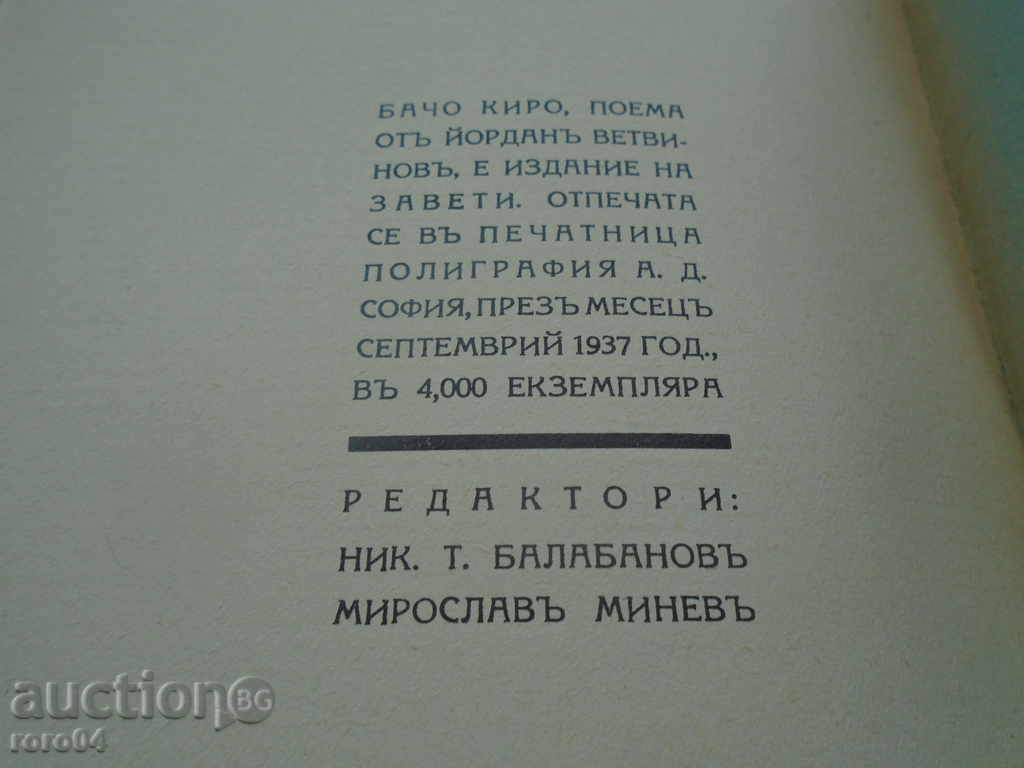 БАЧО КИРО, ПОЕМА
ОТЪ ЙОРДАНЪ ВЕТВИ-
НОВЪ, Е ИЗДАНИЕ НА
ЗАВЕТИ. ОТПЕЧАТА
СЕ ВЪ ПЕЧАТНИЦА
ПОЛИГРАФИЯ А. Д.
СОФИЯ, ПРЕЗЪ МЕСЕЦЪ
СЕПТЕМВРИЙ 1937 ГОД.,
ВЪ 4,000 ЕКЗЕМПЛЯРА
РЕДАКТОРИ:
НИК. Т. БАЛАБАНОВЪ
МИРОСЛАВЪ МИНЕВЪ
auction BG
roro04